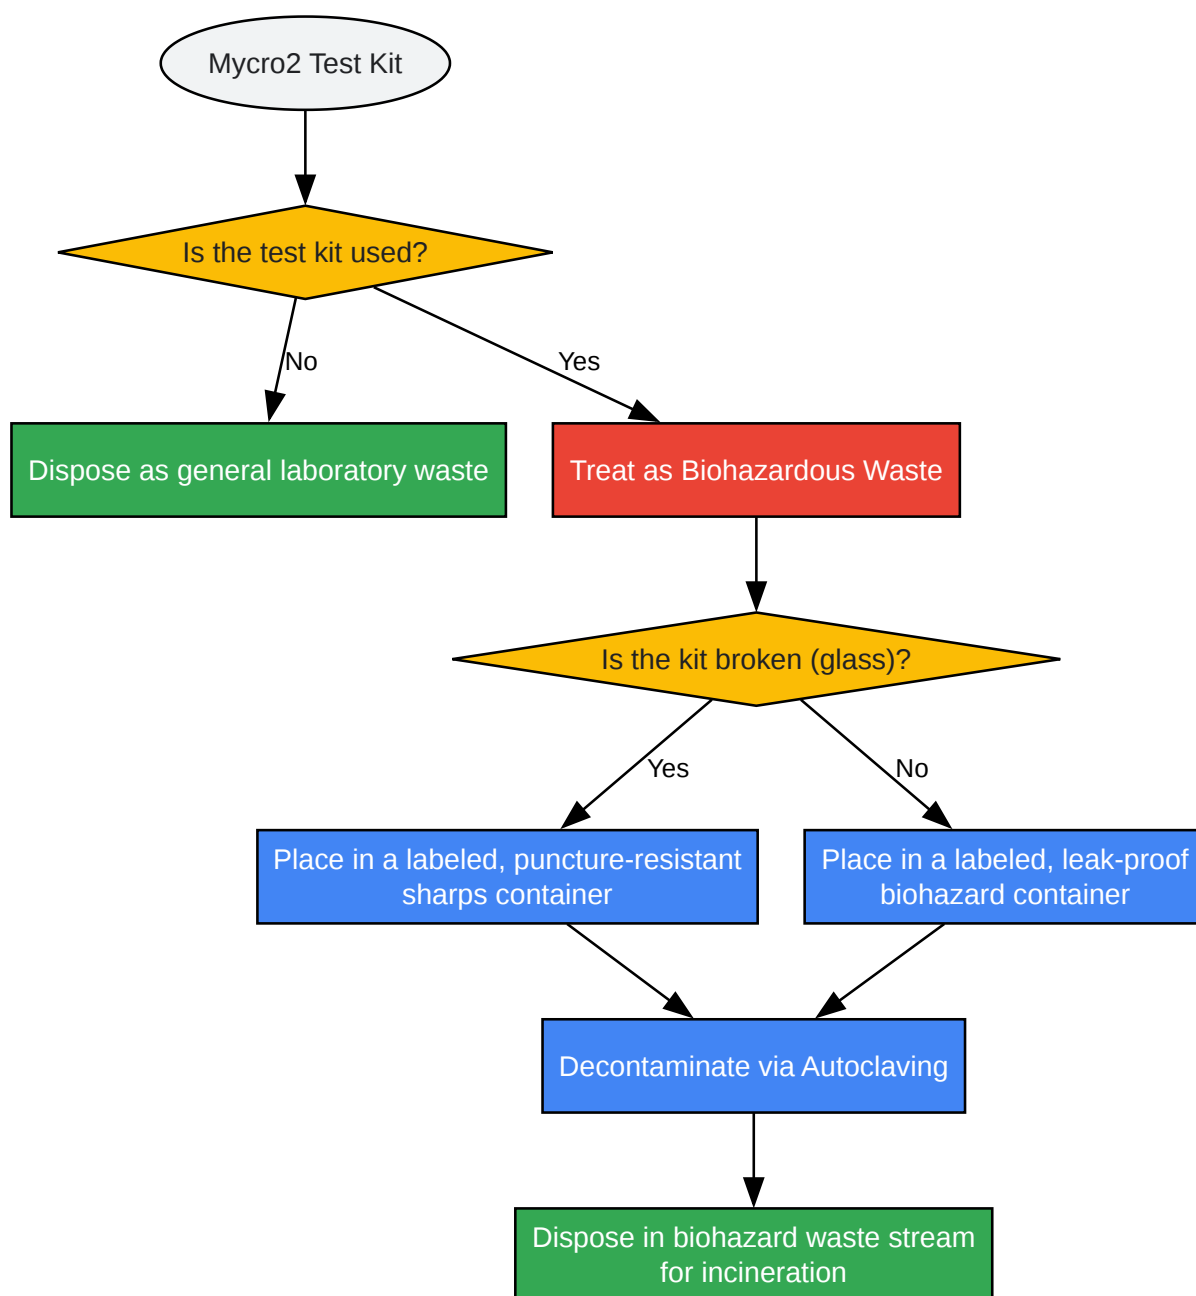 Mycro2 Test Kit
Is the test kit used?
No
Yes
Dispose as general laboratory waste
Treat as Biohazardous Waste
Is the kit broken (glass)?
Yes
No
Place in a labeled, puncture-resistant
sharps container
Place in a labeled, leak-proof
biohazard container
Decontaminate via Autoclaving
Dispose in biohazard waste stream
for incineration